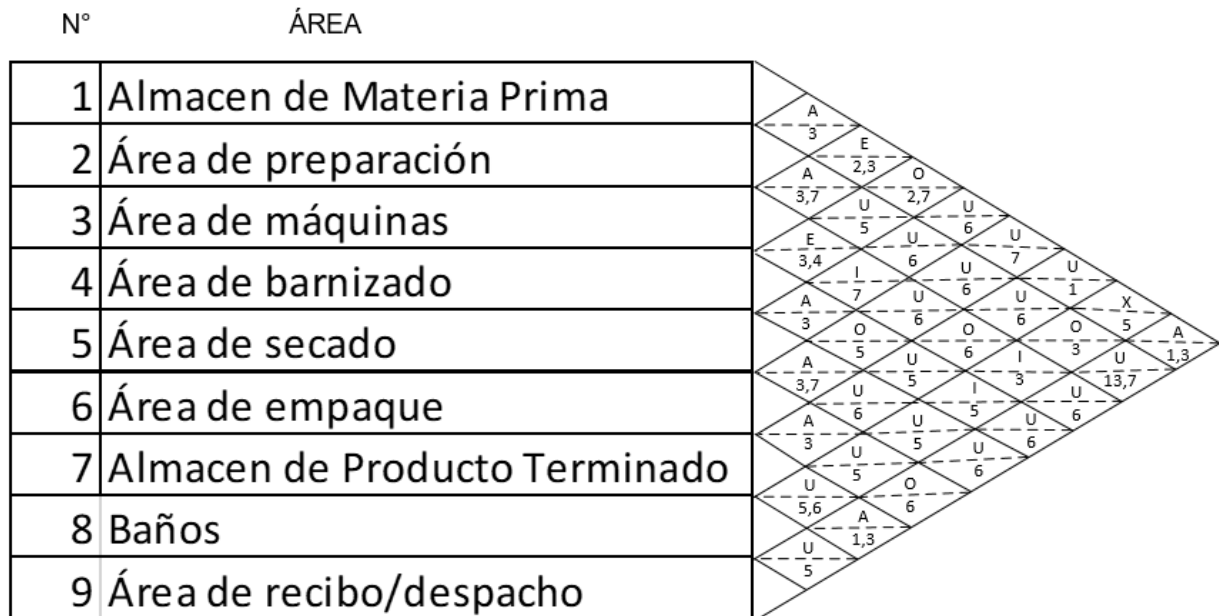 N° ÁREA
1 Almacen de Materia Prima
2 Área de preparación
3 Área de máquinas
4 Área de barnizado
5 Área de secado
6 Área de empaque
7 Almacen de Producto Terminado
8 Baños
9 Área de recibo/despacho
A
3
E
2,3
A O
3,7 2,7
U U
5 6
E U U
3,4 6 7
I U U
7 6 1
A U U X
3 6 6 5
O O O A
5 6 3 1,3
A U I U
3,7 5 3 13,7
U I U
6 5 6
A U U
3 5 6
U U
5 6
U O
5,6 6
A
1,3
U
5